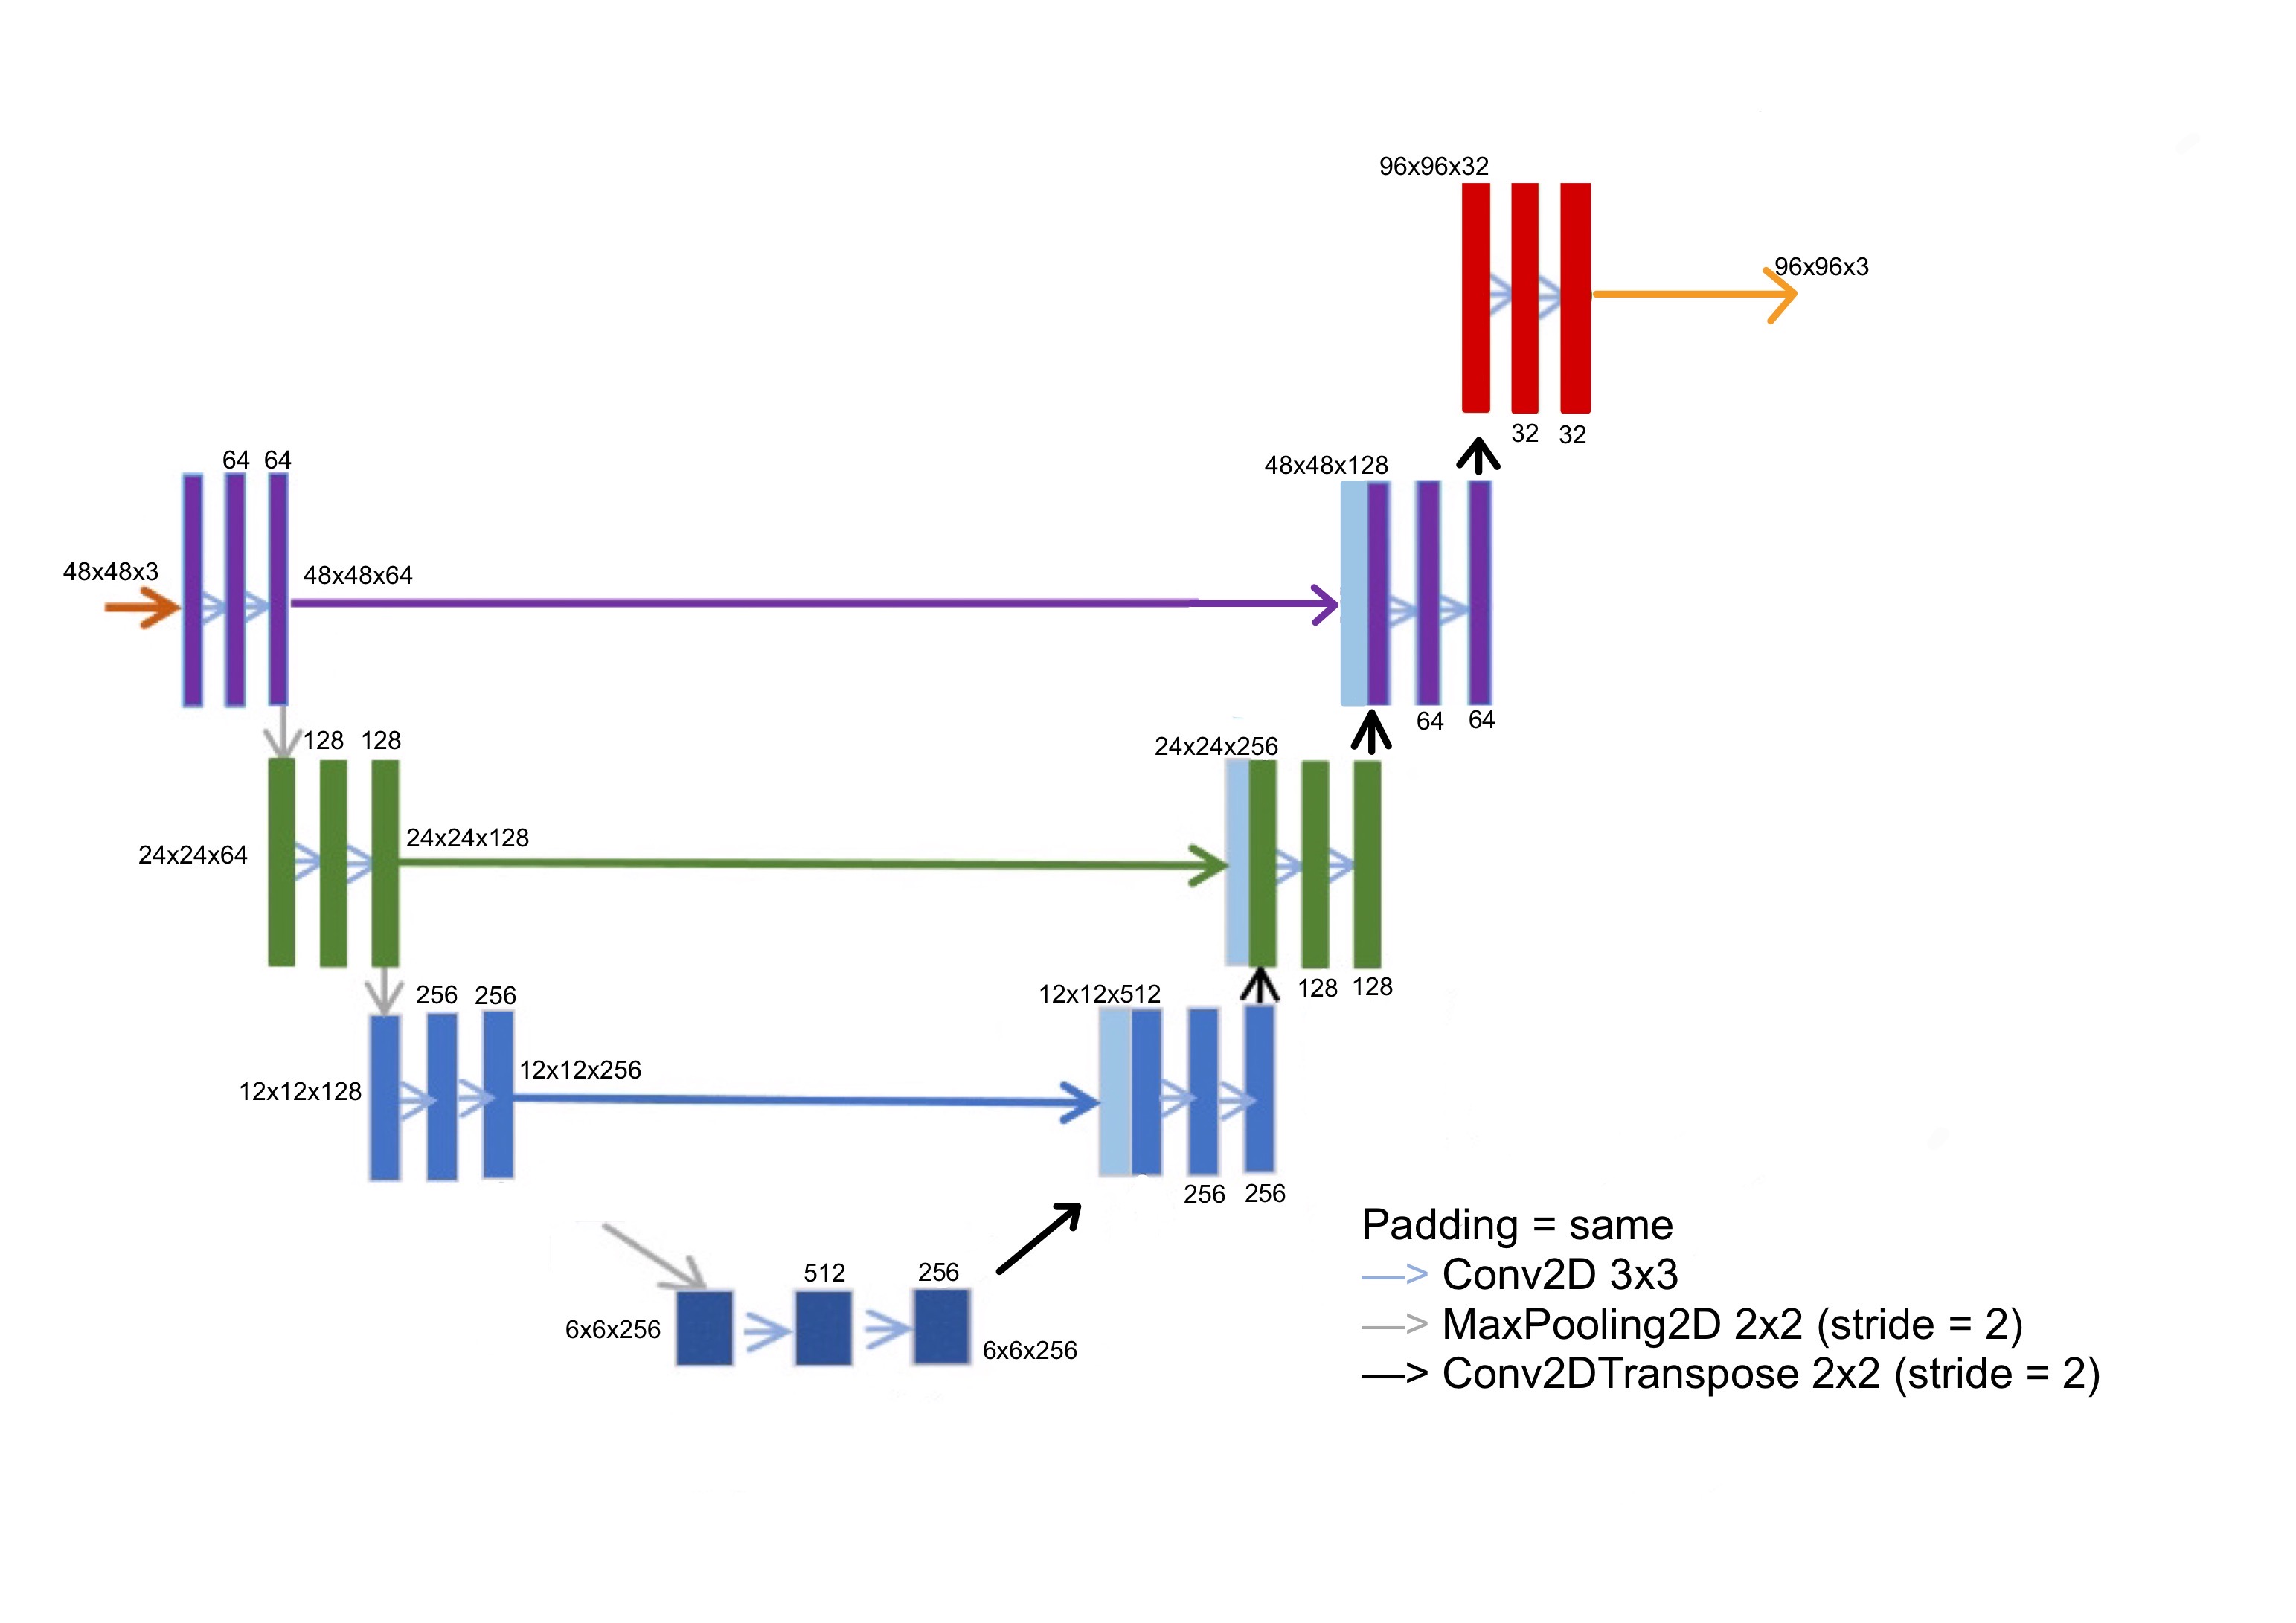 96x96x32
96x96x3
32 32
64 64
48x48x128
48x48x3
48x48x64
64 64
128 128
24x24x256
24x24x64
24x24x128
128 128
256 256
12x12x512
12x12x128
12x12x256
256 256
512
256
6x6x256
6x6x256
Padding = same
Conv2D 3x3
MaxPooling2D 2x2 (stride = 2)
Conv2DTranspose 2x2 (stride = 2)